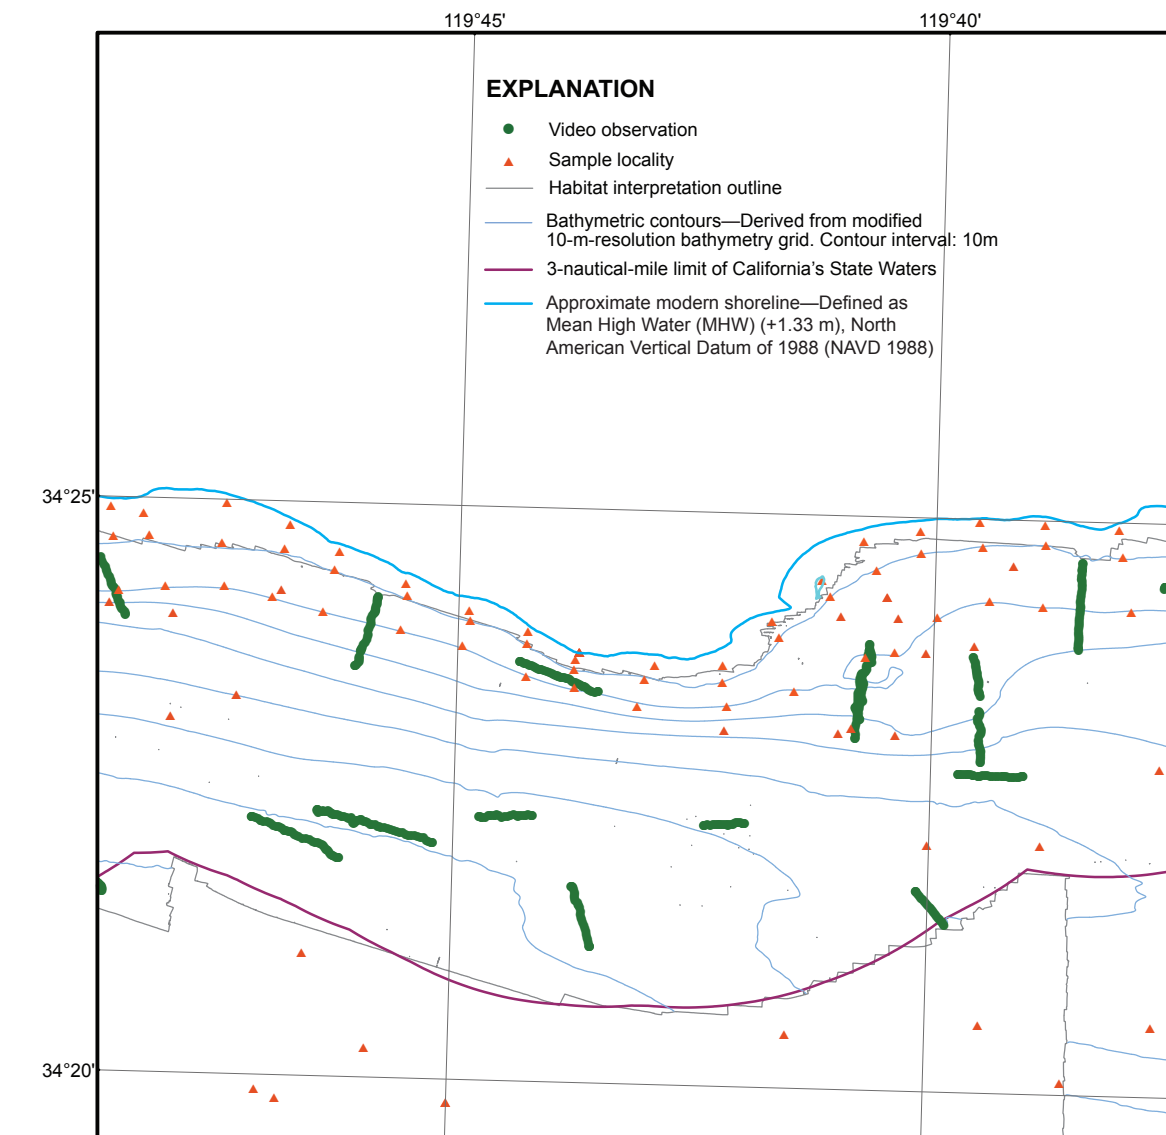 119°45'
119°40'
EXPLANATION
Video observation
Sample locality
Habitat interpretation outline
Bathymetric contours—Derived from modified
10-m-resolution bathymetry grid. Contour interval: 10m
3-nautical-mile limit of California’s State Waters
Approximate modern shoreline—Defined as
Mean High Water (MHW) (+1.33 m), North
American Vertical Datum of 1988 (NAVD 1988)
34°25'
34°20'